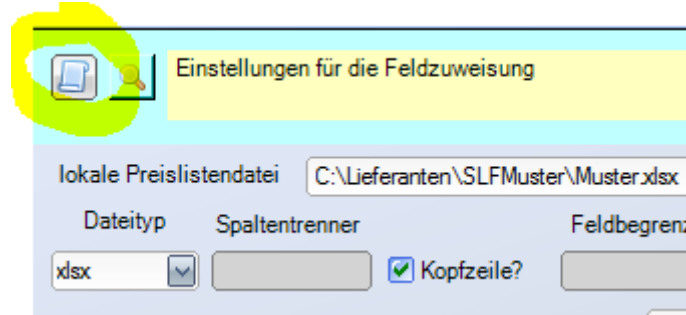 Einstellungen für die Feldzuweisung
lokale Preislistendatei C:\Lieferanten\SLFMuster\Muster.xlsx
Dateityp Spaltentrenner Feldbegrenz
xlsx Kopfzeile?